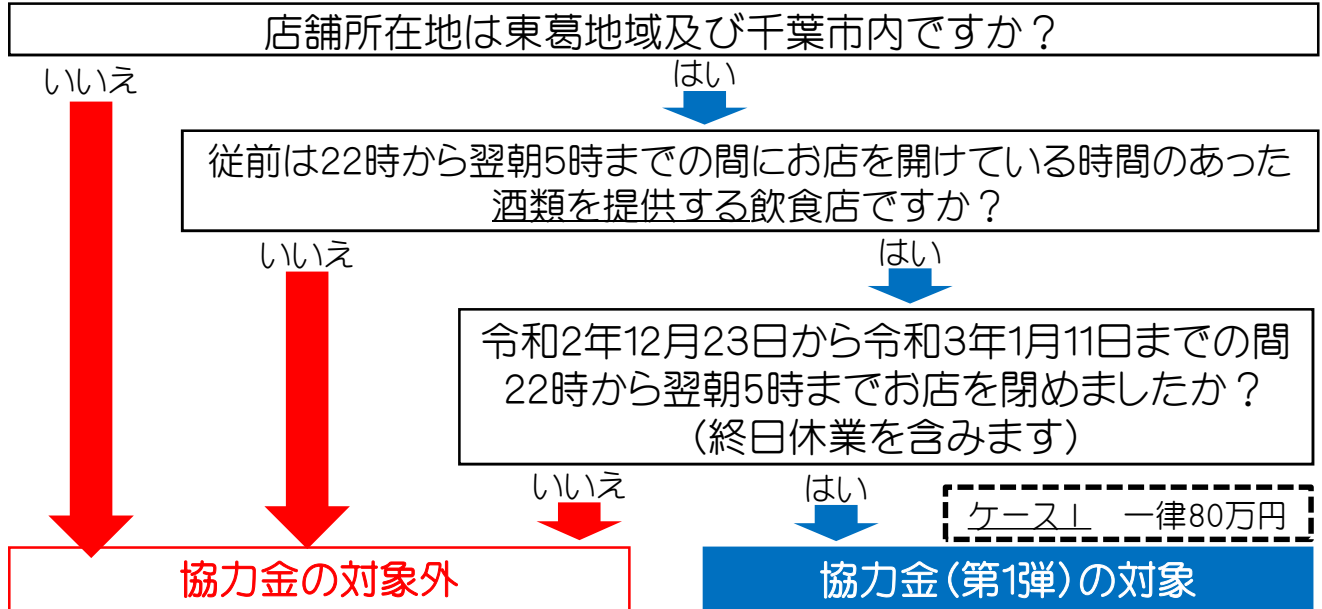 店舗所在地は東葛地域及び千葉市内ですか？
いいえ
はい
従前は22時から翌朝5時までの間にお店を開けている時間のあった
酒類を提供する飲食店ですか？
いいえ
はい
令和2年12月23日から令和3年1月11日までの間
22時から翌朝5時までお店を閉めましたか？
（終日休業を含みます）
いいえ
はい
ケースⅠ　一律80万円
協力金の対象外
協力金（第1弾）の対象